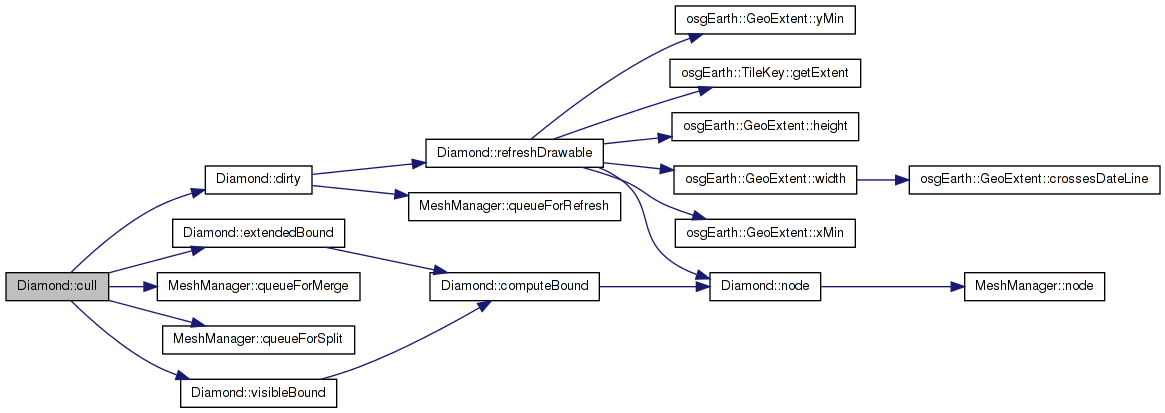 osgEarth::GeoExtent::yMin
osgEarth::TileKey::getExtent
osgEarth::GeoExtent::height
Diamond::refreshDrawable
Diamond::dirty
osgEarth::GeoExtent::width
osgEarth::GeoExtent::crossesDateLine
MeshManager::queueForRefresh
Diamond::extendedBound
osgEarth::GeoExtent::xMin
Diamond::cull
MeshManager::queueForMerge
Diamond::computeBound
Diamond::node
MeshManager::node
MeshManager::queueForSplit
Diamond::visibleBound